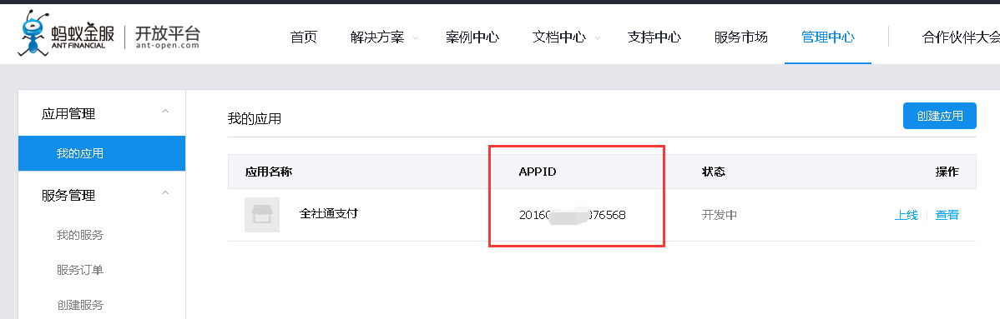 蚂蚁金服 ANT FINANCIAL 开放平台 ant-open.com
首页 解决方案 案例中心 文档中心 支持中心 服务市场 管理中心 合作伙伴大会
应用管理
我的应用
服务管理
我的服务
服务订单
创建服务
我的应用 创建应用
应用名称 APPID 状态 操作
全社通支付 2016 376568 开发中 上线 查看